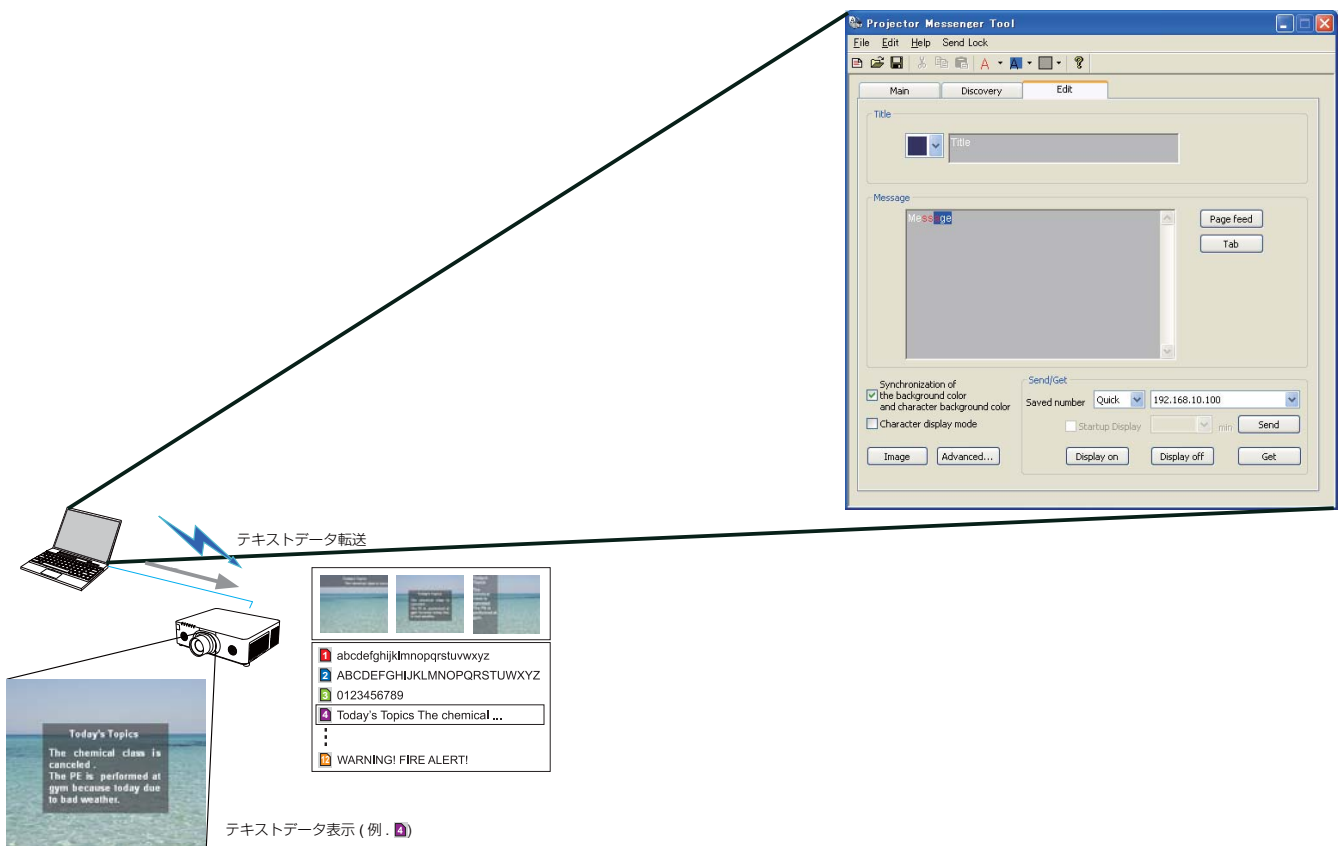 Projector Messenger Tool
File Edit Help Send Lock
Main Discovery Edit
Title
Title
Message
Message
Page feed
Tab
Synchronization of
the background color
and character background color
Character display mode
Image Advanced...
Send/Get
Saved number Quick 192.168.10.100
Startup Display min Send
Display on Display off Get
テキストデータ転送
Today's Topics
1 abcdefghijklmnopqrstuvwxyz
2 ABCDEFGHIJKLMNOPQRSTUWXYZ
3 0123456789
4 Today's Topics The chemical ...
12 WARNING! FIRE ALERT!
Today's Topics
The chemical class is
canceled .
The PE is performed at
gym because today due
to bad weather.
テキストデータ表示 ( 例 . 4)